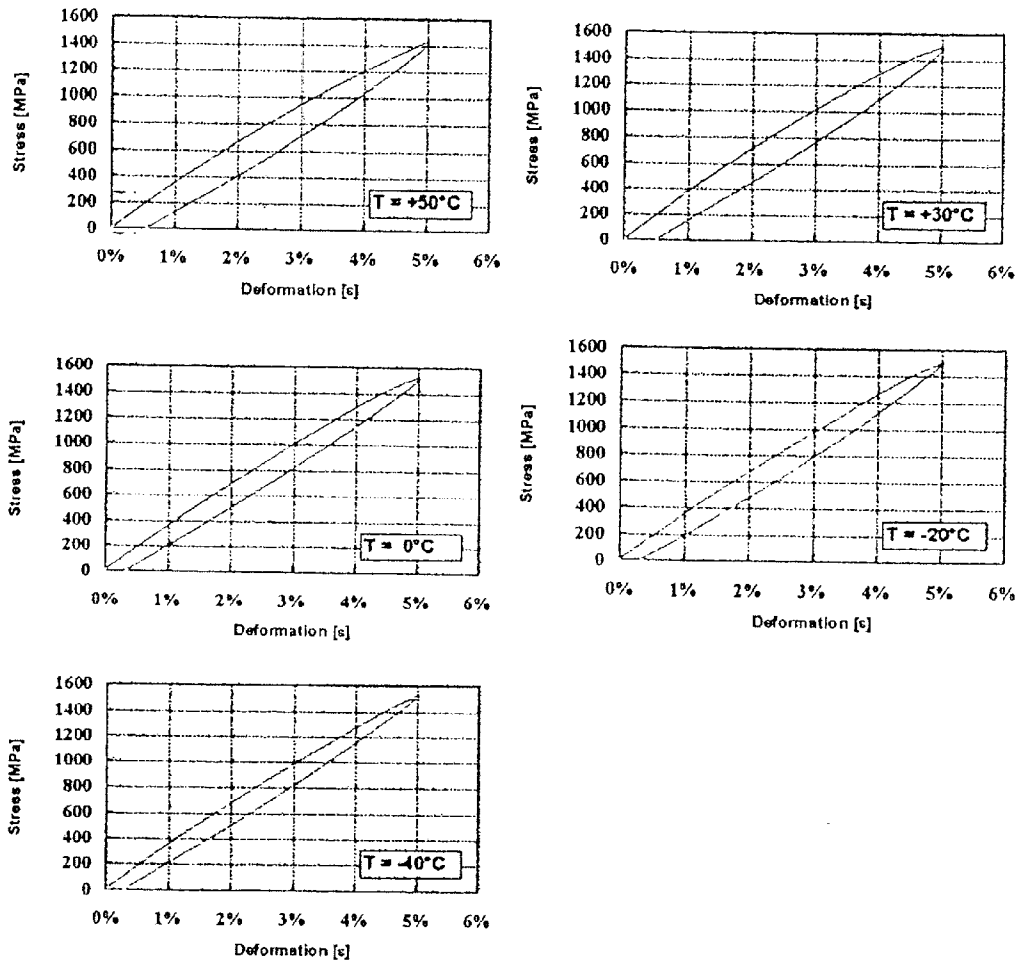 1600
1400
1200
1000
800
600
400
200
0
Stress [MPa]
T = +50°C
0% 1% 2% 3% 4% 5% 6%
Deformation [ε]
1600
1400
1200
1000
800
600
400
200
0
Stress [MPa]
T = +30°C
0% 1% 2% 3% 4% 5% 6%
Deformation [ε]
1600
1400
1200
1000
800
600
400
200
0
Stress [MPa]
T = 0°C
0% 1% 2% 3% 4% 5% 6%
Deformation [ε]
1600
1400
1200
1000
800
600
400
200
0
Stress [MPa]
T = -20°C
0% 1% 2% 3% 4% 5% 6%
Deformation [ε]
1600
1400
1200
1000
800
600
400
200
0
Stress [MPa]
T = -40°C
0% 1% 2% 3% 4% 5% 6%
Deformation [ε]